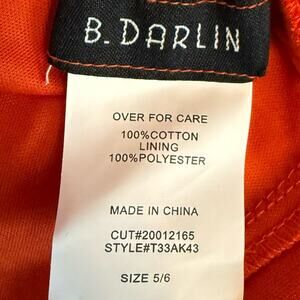 B. DARLIN
OVER FOR CARE
100%COTTON
LINING
100%POLYESTER
MADE IN CHINA
CUT#20012165
STYLE#T33AK43
SIZE 5/6